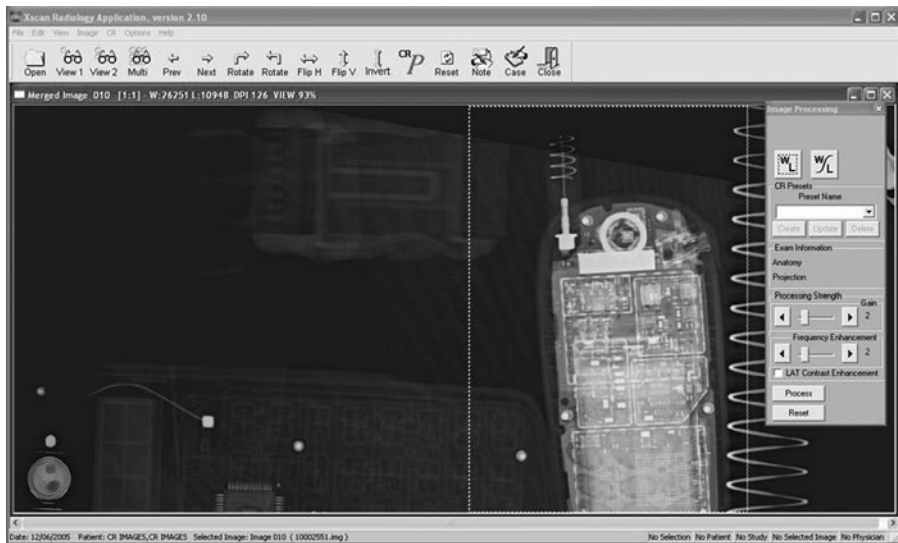 Xscan Radiology Application, version 2.10
File Edit View Image CR Options Help
Open View 1 View 2 Multi Prev Next Rotate Rotate Flip H Flip V Invert CR P Reset Note Case Close
Merged Image 010 [1:1] - W:26251 L:10948 DPI 126 VIEW 93%
Image Processing
W L W L
CR Presets
Preset Name
Create Update Delete
Exam Information
Anatomy
Projection
Processing Strength
Gain
2
Frequency Enhancement
2
LAT Contrast Enhancement
Process
Reset
Date: 12/06/2005 Patient: CR IMAGES,CR IMAGES Selected Image: Image 010 ( 10002551.img ) No Selection No Patient No Study No Selected Image No Physician